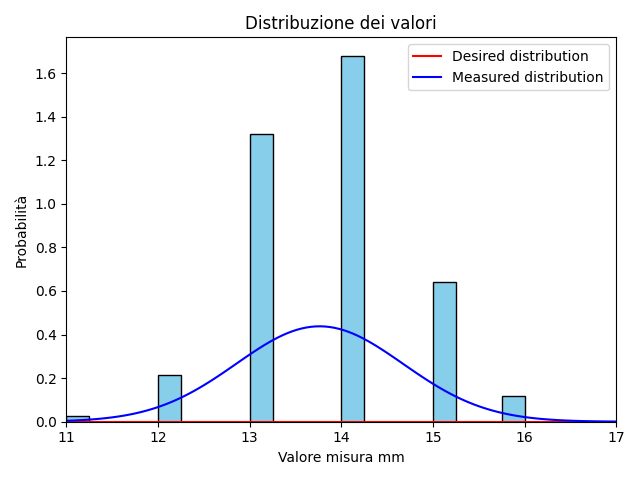 Distribuzione dei valori
Desired distribution
Measured distribution
Probabilità
1.6
1.4
1.2
1.0
0.8
0.6
0.4
0.2
0.0
11 12 13 14 15 16 17
Valore misura mm